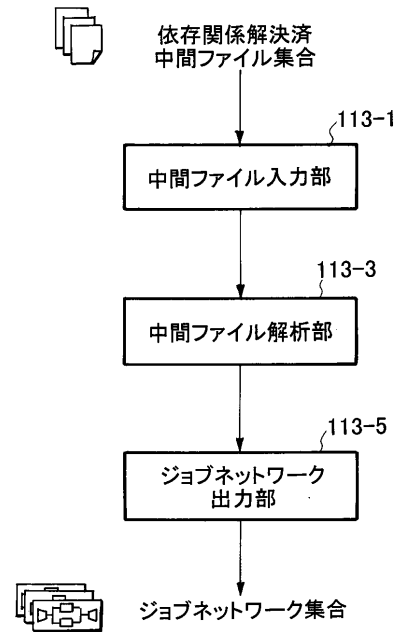 依存関係解決済
中間ファイル集合
113-1
中間ファイル入力部
113-3
中間ファイル解析部
113-5
ジョブネットワーク
出力部
ジョブネットワーク集合